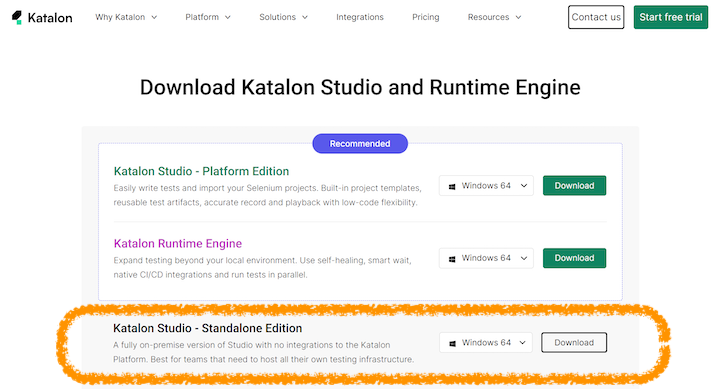 Katalon
Why Katalon
Platform
Solutions
Integrations
Pricing
Resources
Contact us
Start free trial
Download Katalon Studio and Runtime Engine
Recommended
Katalon Studio - Platform Edition
Easily write tests and import your Selenium projects. Built-in project templates,
reusable test artifacts, accurate record and playback with low-code flexibility.
Windows 64
Download
Katalon Runtime Engine
Expand testing beyond your local environment. Use self-healing, smart wait,
native CI/CD integrations and run tests in parallel.
Windows 64
Download
Katalon Studio - Standalone Edition
A fully on-premise version of Studio with no integrations to the Katalon
Platform. Best for teams that need to host all their own testing infrastructure.
Windows 64
Download